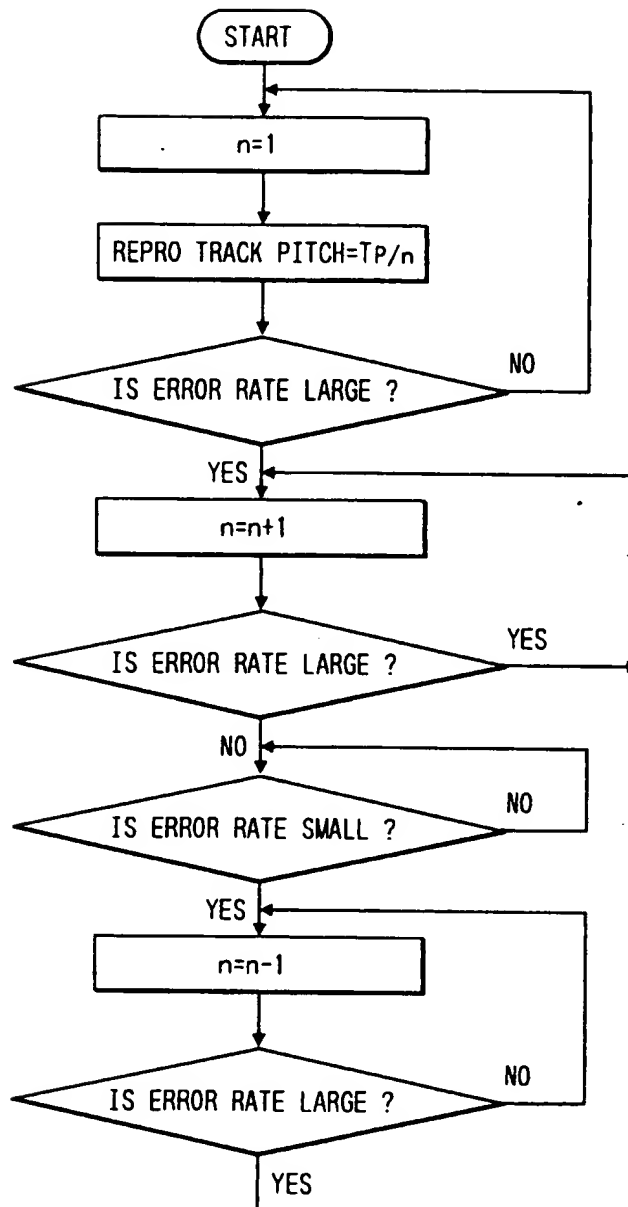 START
n=1
REPRO TRACK PITCH=TP/n
IS ERROR RATE LARGE ?
NO
YES
n=n+1
IS ERROR RATE LARGE ?
YES
NO
IS ERROR RATE SMALL ?
NO
YES
n=n-1
IS ERROR RATE LARGE ?
NO
YES